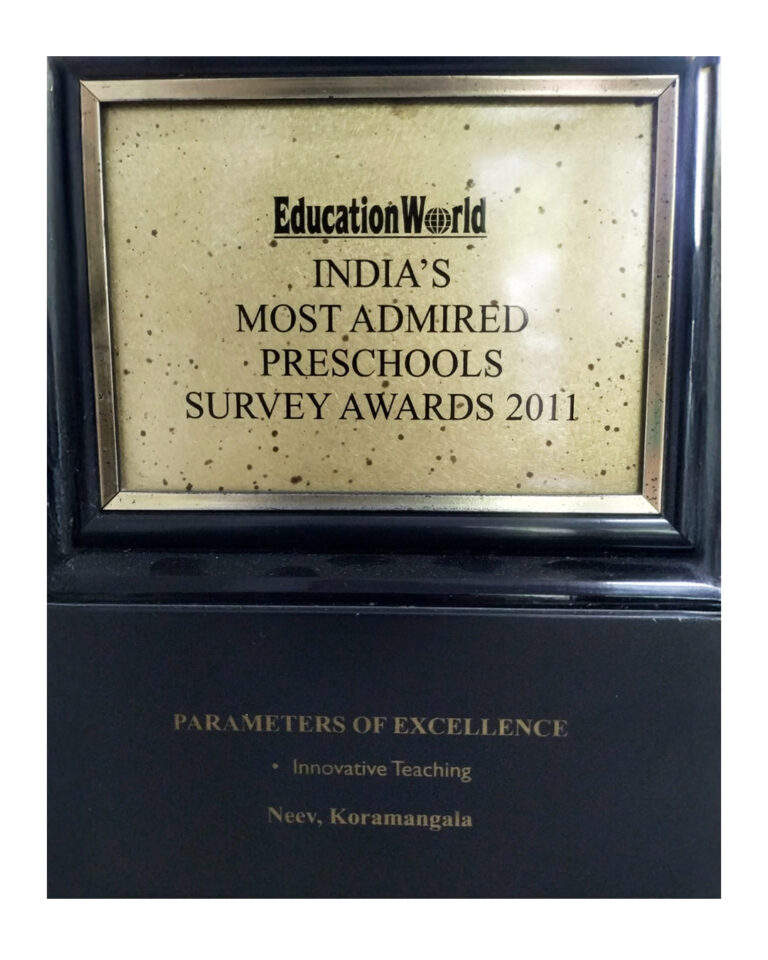 EducationWorld
INDIA'S
MOST ADMIRED
PRESCHOOLS
SURVEY AWARDS 2011
PARAMETERS OF EXCELLENCE
• Innovative Teaching
Neev, Koramangala